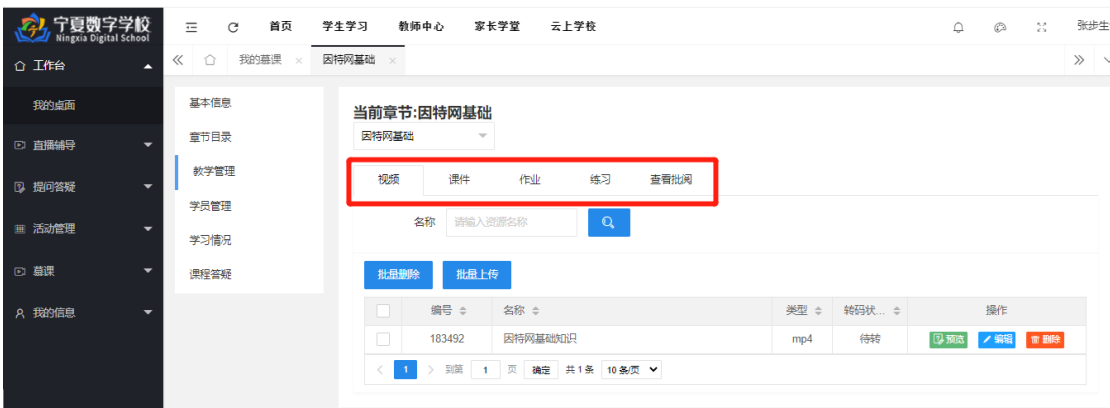 宁夏数字学校
Ningxia Digital School
首页 学生学习 教师中心 家长学堂 云上学校 张步生
工作台
我的慕课 因特网基础
我的桌面
直播辅导
提问答疑
活动管理
慕课
我的信息
基本信息
章节目录
教学管理
学员管理
学习情况
课程答疑
当前章节:因特网基础
因特网基础
视频 课件 作业 练习 查看批阅
名称 请输入资源名称
批量删除 批量上传
编号 名称 类型 转码状... 操作
183492 因特网基础知识 mp4 待转 预览 编辑 删除
1 到第 1 页 确定 共 1 条 10 条/页